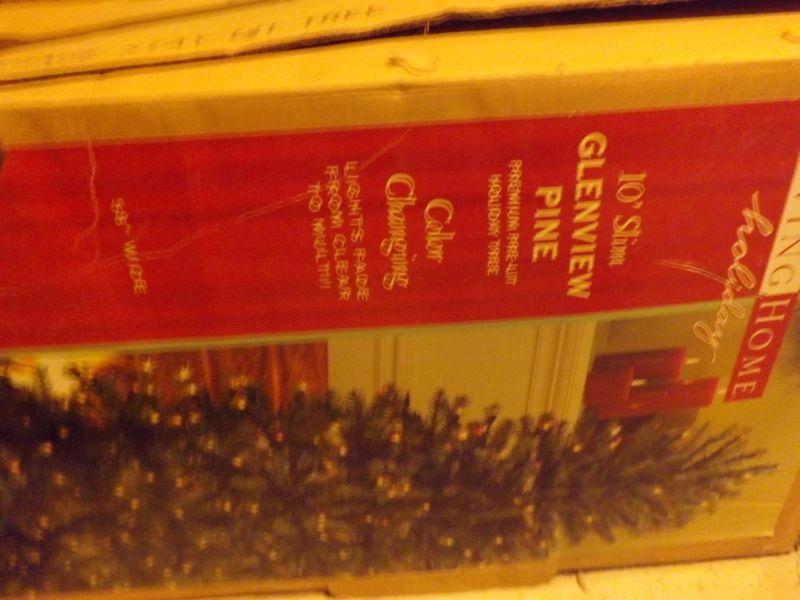 ING HOME
holiday
10' Slim
GLENVIEW
PINE
PREMIUM PRE-LIT
HOLIDAY TREE
Color
Changing
LIGHTS FADE
FROM CLEAR
TO MULTI!
58" WIDE